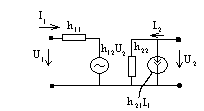 I₁
h₁₁
I₂
U₁
h₁₂U₂
h₂₂
U₂
h₂₁I₁